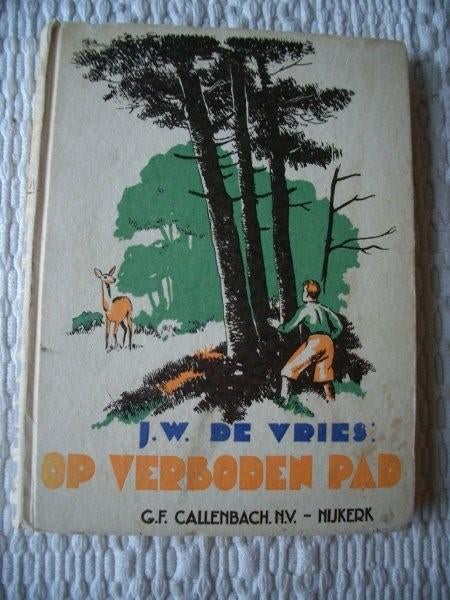 J.W. DE VRIES:
OP VERBODEN PAD
G.F. CALLENBACH. N.V. - NIJKERK